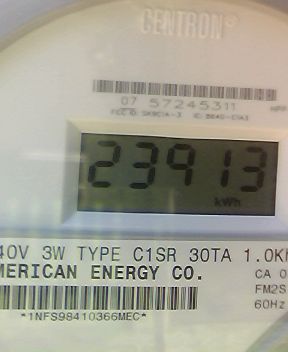 CENTRON®
07 57245311
23913
kWh
40V 3W TYPE C1SR 30TA 1.0K
MERICAN ENERGY CO.
CA 0
FM2S
60Hz
*1NFS98410366MEC*